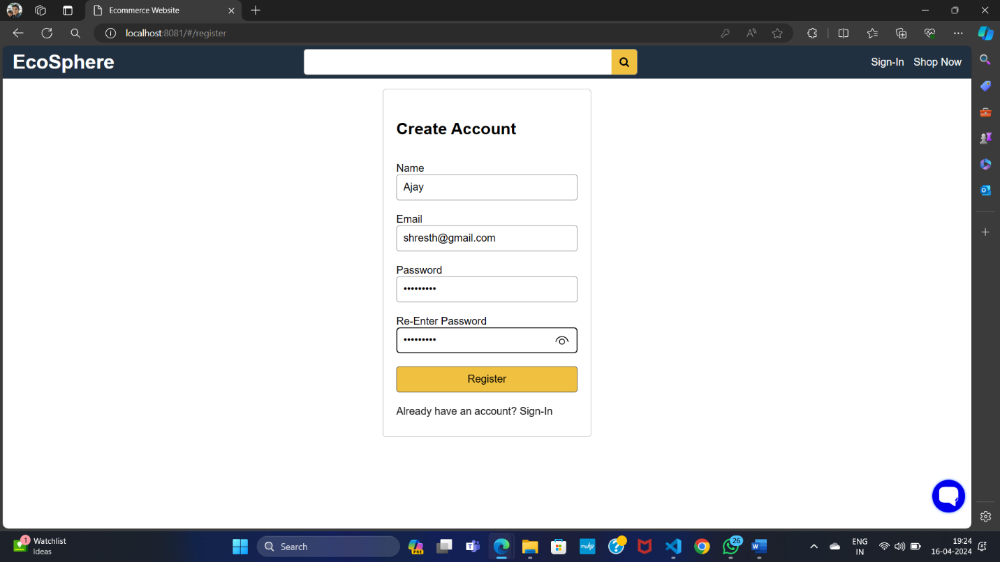 Ecommerce Website
localhost:8081/#/register
EcoSphere
Sign-In Shop Now
Create Account
Name
Ajay
Email
shresth@gmail.com
Password
•••••••••
Re-Enter Password
•••••••••
Register
Already have an account? Sign-In
1
Watchlist
Ideas
Search
PRE
T
myhp
?
26
W
ENG
IN
19:24
16-04-2024